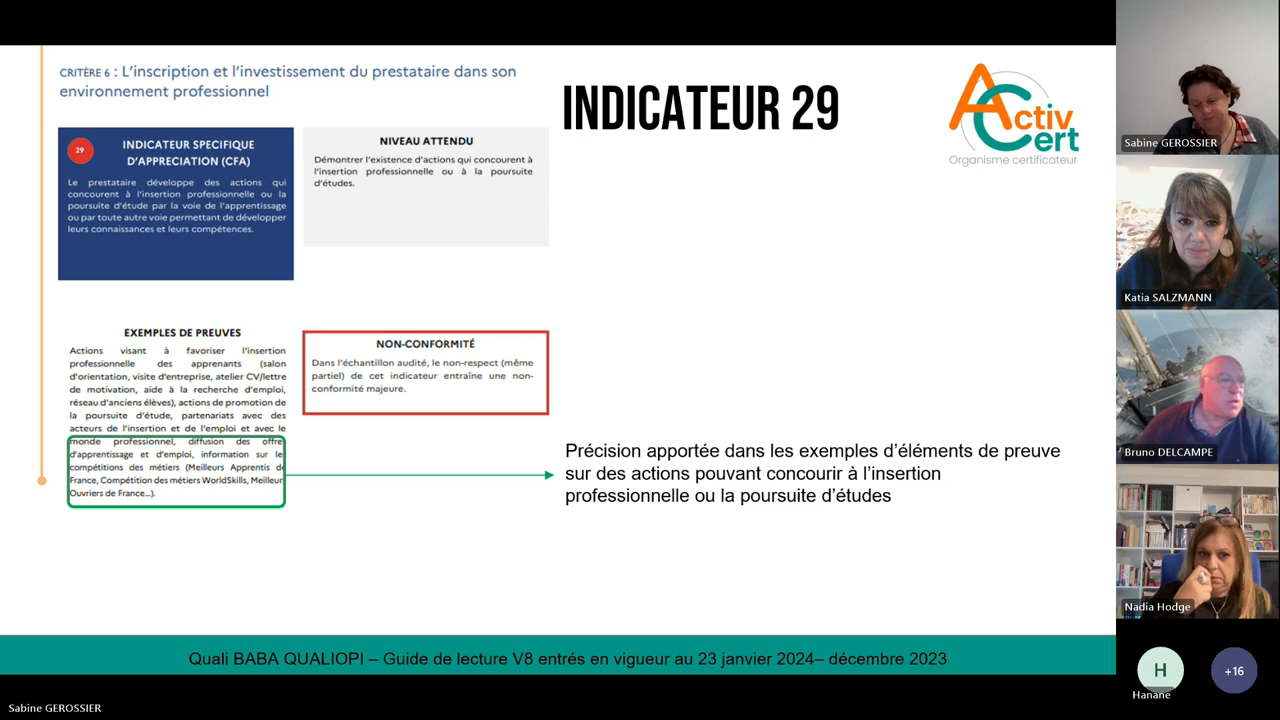 CRITÈRE 6 : L'inscription et l'investissement du prestataire dans son
environnement professionnel
INDICATEUR 29
Activ
Cert
Organisme certificateur
29
INDICATEUR SPECIFIQUE
D'APPRECIATION (CFA)
Le prestataire développe des actions qui
concourent à l'insertion professionnelle ou la
poursuite d'étude par la voie de l'apprentissage
ou par toute autre voie permettant de développer
leurs connaissances et leurs compétences.
NIVEAU ATTENDU
Démontrer l'existence d'actions qui concourent à
l'insertion professionnelle ou à la poursuite
d'études.
EXEMPLES DE PREUVES
Actions visant à favoriser l'insertion
professionnelle des apprenants (salon
d'orientation, visite d'entreprise, atelier CV/lettre
de motivation, aide à la recherche d'emploi,
réseau d'anciens élèves), actions de promotion de
la poursuite d'étude, partenariats avec des
acteurs de l'insertion et de l'emploi et avec le
monde professionnel, diffusion des offre
d'apprentissage et d'emploi, information sur le
compétitions des métiers (Meilleurs Apprentis d
France, Compétition des métiers WorldSkills, Meilleur
Ouvriers de France...).
NON-CONFORMITÉ
Dans l'échantillon audité, le non-respect (même
partiel) de cet indicateur entraîne une non-
conformité majeure.
Précision apportée dans les exemples d'éléments de preuve
sur des actions pouvant concourir à l'insertion
professionnelle ou la poursuite d'études
Quali BABA QUALIOPI – Guide de lecture V8 entrés en vigueur au 23 janvier 2024– décembre 2023
Sabine GEROSSIER
Sabine GEROSSIER
Katia SALZMANN
Bruno DELCAMPE
Nadia Hodge
H
Hanane
+16